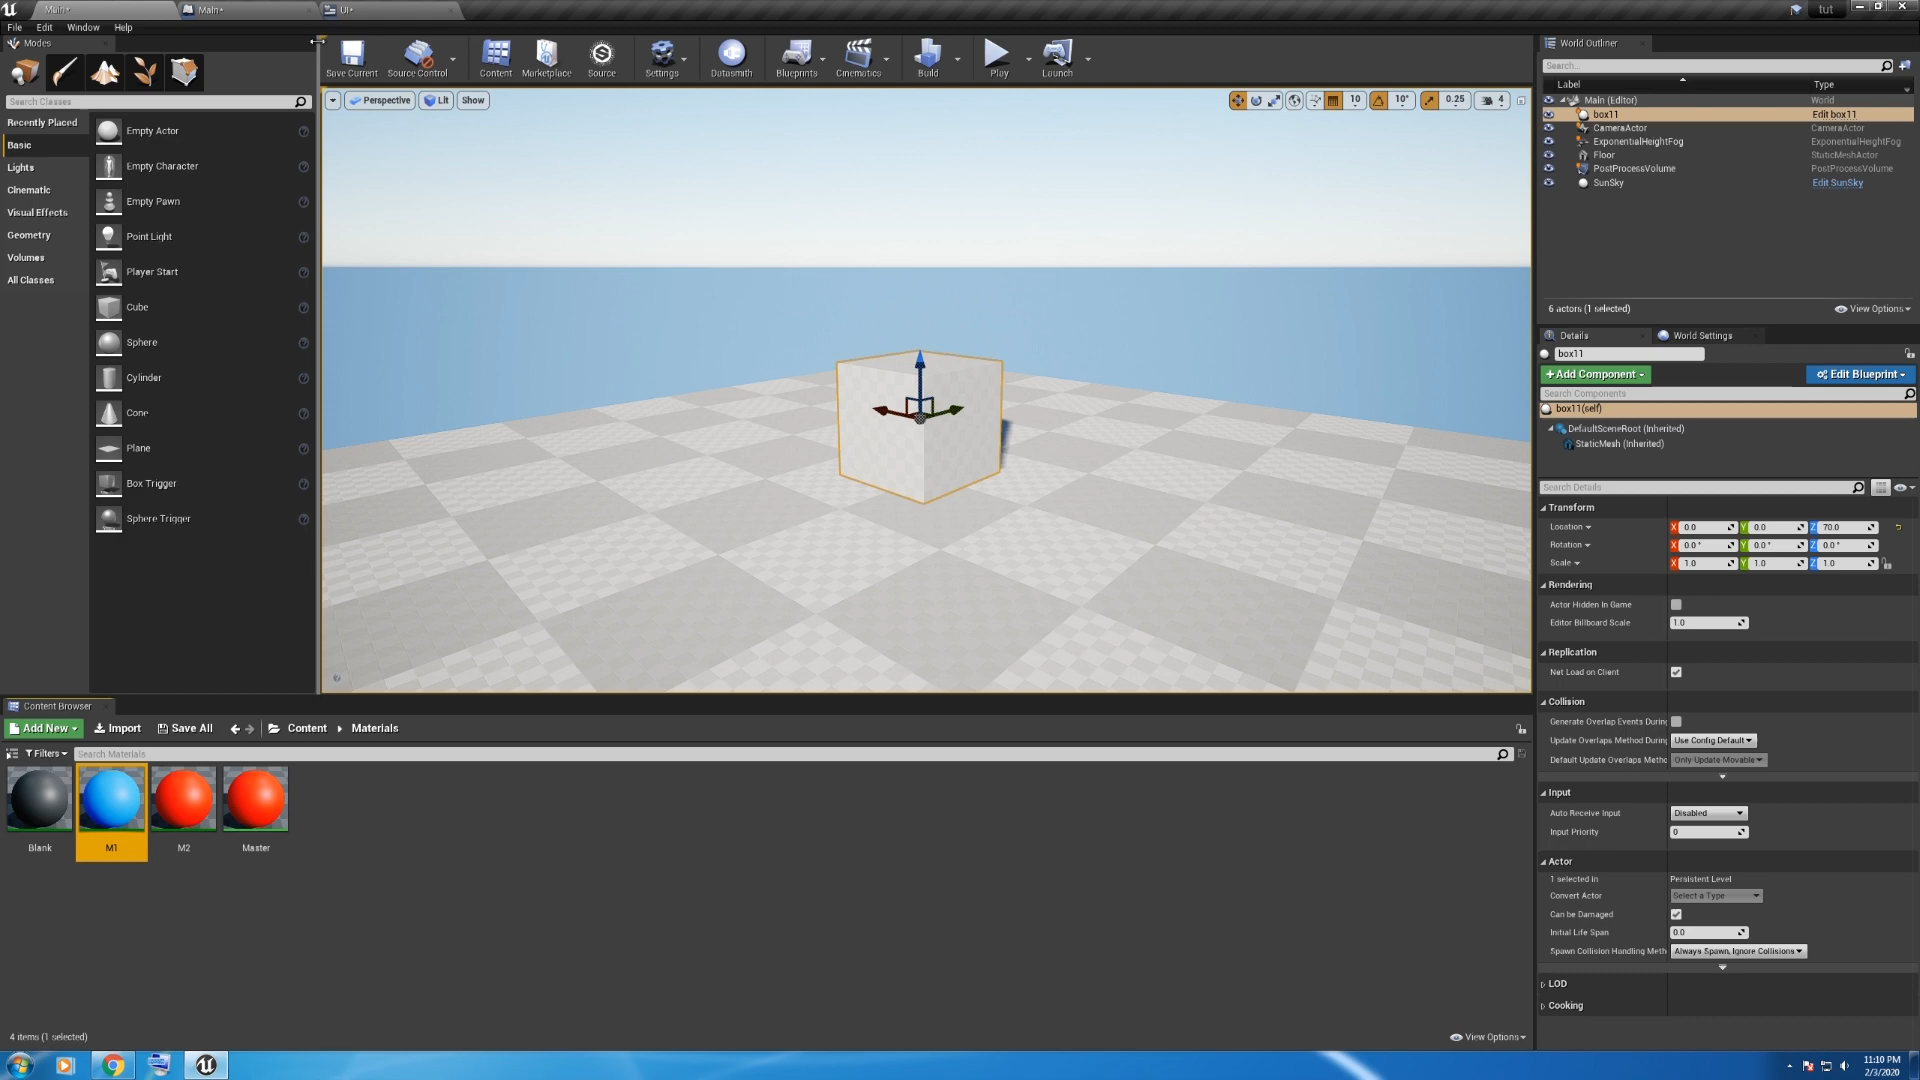 Main*
Main*
UI*
tut
File Edit Window Help
Modes
Search Classes
Recently Placed
Basic
Lights
Cinematic
Visual Effects
Geometry
Volumes
All Classes
Empty Actor
Empty Character
Empty Pawn
Point Light
Player Start
Cube
Sphere
Cylinder
Cone
Plane
Box Trigger
Sphere Trigger
Save Current
Source Control
Content
Marketplace
Source
Settings
Datasmith
Blueprints
Cinematics
Build
Play
Launch
Perspective
Lit
Show
10
10°
0.25
4
World Outliner
Search...
Label Type
Main (Editor) World
box11 Edit box11
CameraActor CameraActor
ExponentialHeightFog ExponentialHeightFog
Floor StaticMeshActor
PostProcessVolume PostProcessVolume
SunSky Edit SunSky
6 actors (1 selected)
View Options
Details
World Settings
box11
+Add Component
Edit Blueprint
Search Components
box11(self)
DefaultSceneRoot (Inherited)
StaticMesh (Inherited)
Search Details
Transform
Location X 0.0 Y 0.0 Z 70.0
Rotation X 0.0° Y 0.0° Z 0.0°
Scale X 1.0 Y 1.0 Z 1.0
Rendering
Actor Hidden In Game
Editor Billboard Scale 1.0
Replication
Net Load on Client
Collision
Generate Overlap Events During
Update Overlaps Method During Use Config Default
Default Update Overlaps Metho Only Update Movable
Input
Auto Receive Input Disabled
Input Priority 0
Actor
1 selected in Persistent Level
Convert Actor Select a Type
Can be Damaged
Initial Life Span 0.0
Spawn Collision Handling Meth Always Spawn, Ignore Collisions
LOD
Cooking
Content Browser
Add New Import Save All Content Materials
Filters Search Materials
Blank
M1
M2
Master
4 items (1 selected)
View Options
11:10 PM
2/3/2020